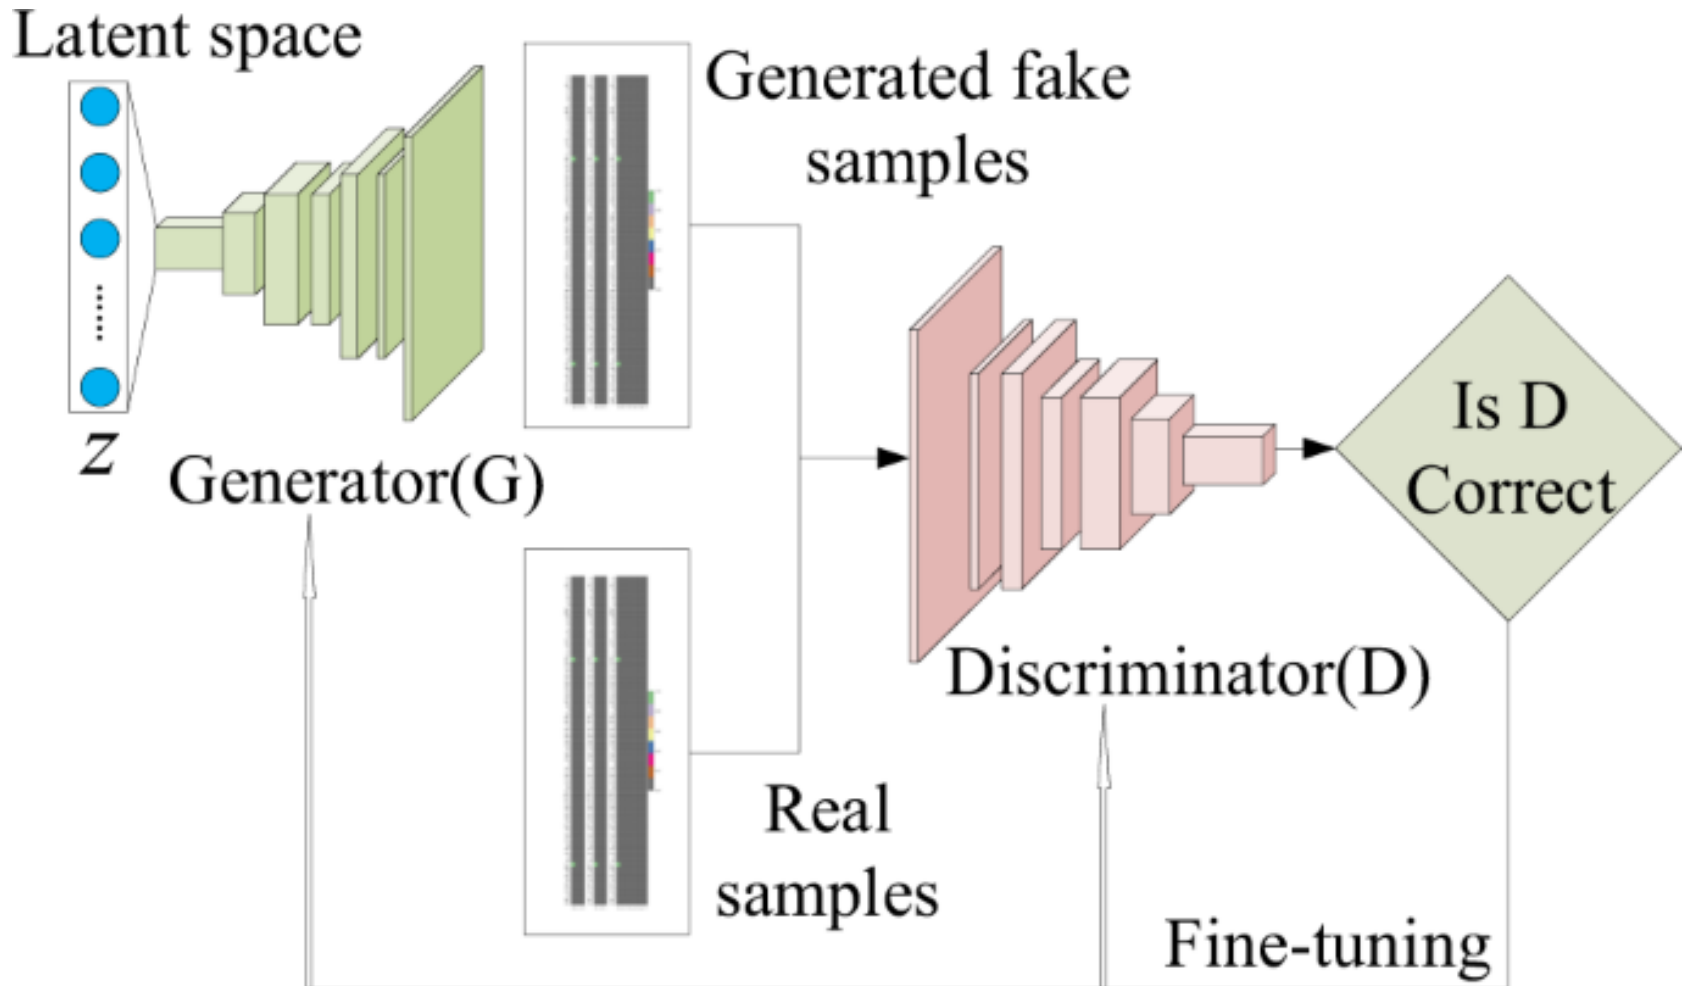 Latent space
z
Generator(G)
Generated fake
samples
Real
samples
Discriminator(D)
Is D
Correct
Fine-tuning